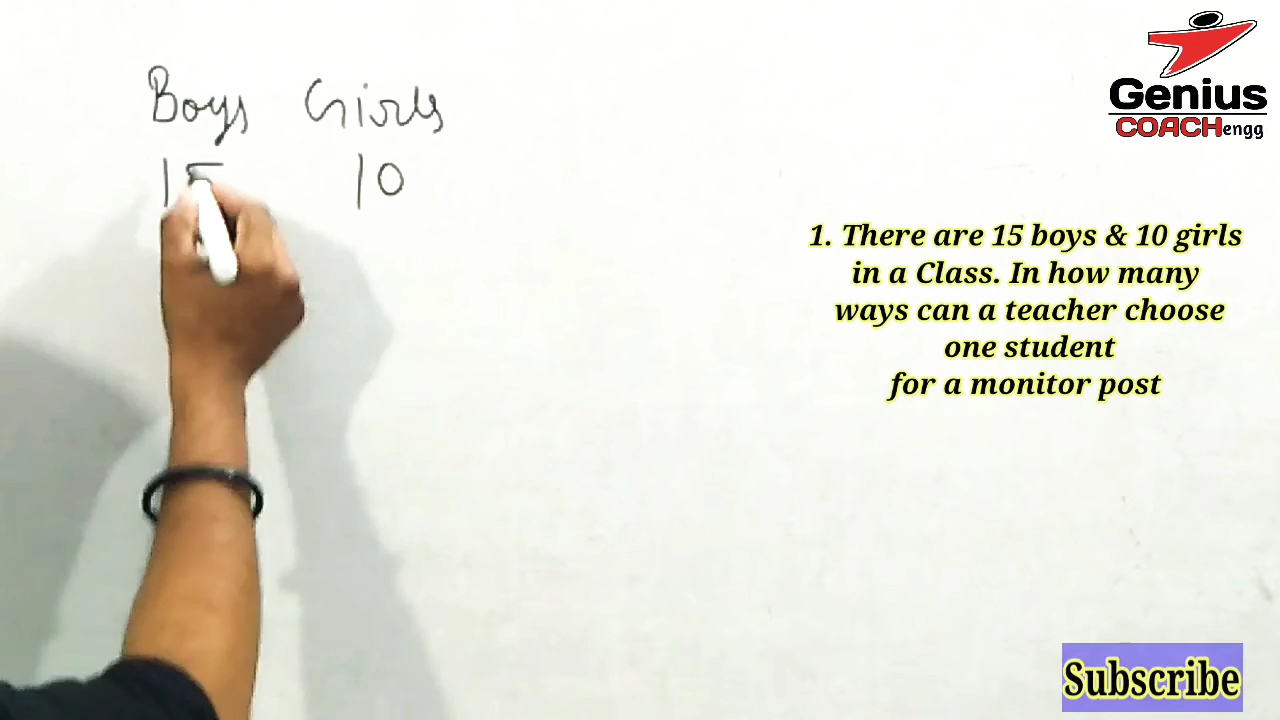 Boys Girls
15 10
Genius
COACHengg
1. There are 15 boys & 10 girls
in a Class. In how many
ways can a teacher choose
one student
for a monitor post
Subscribe